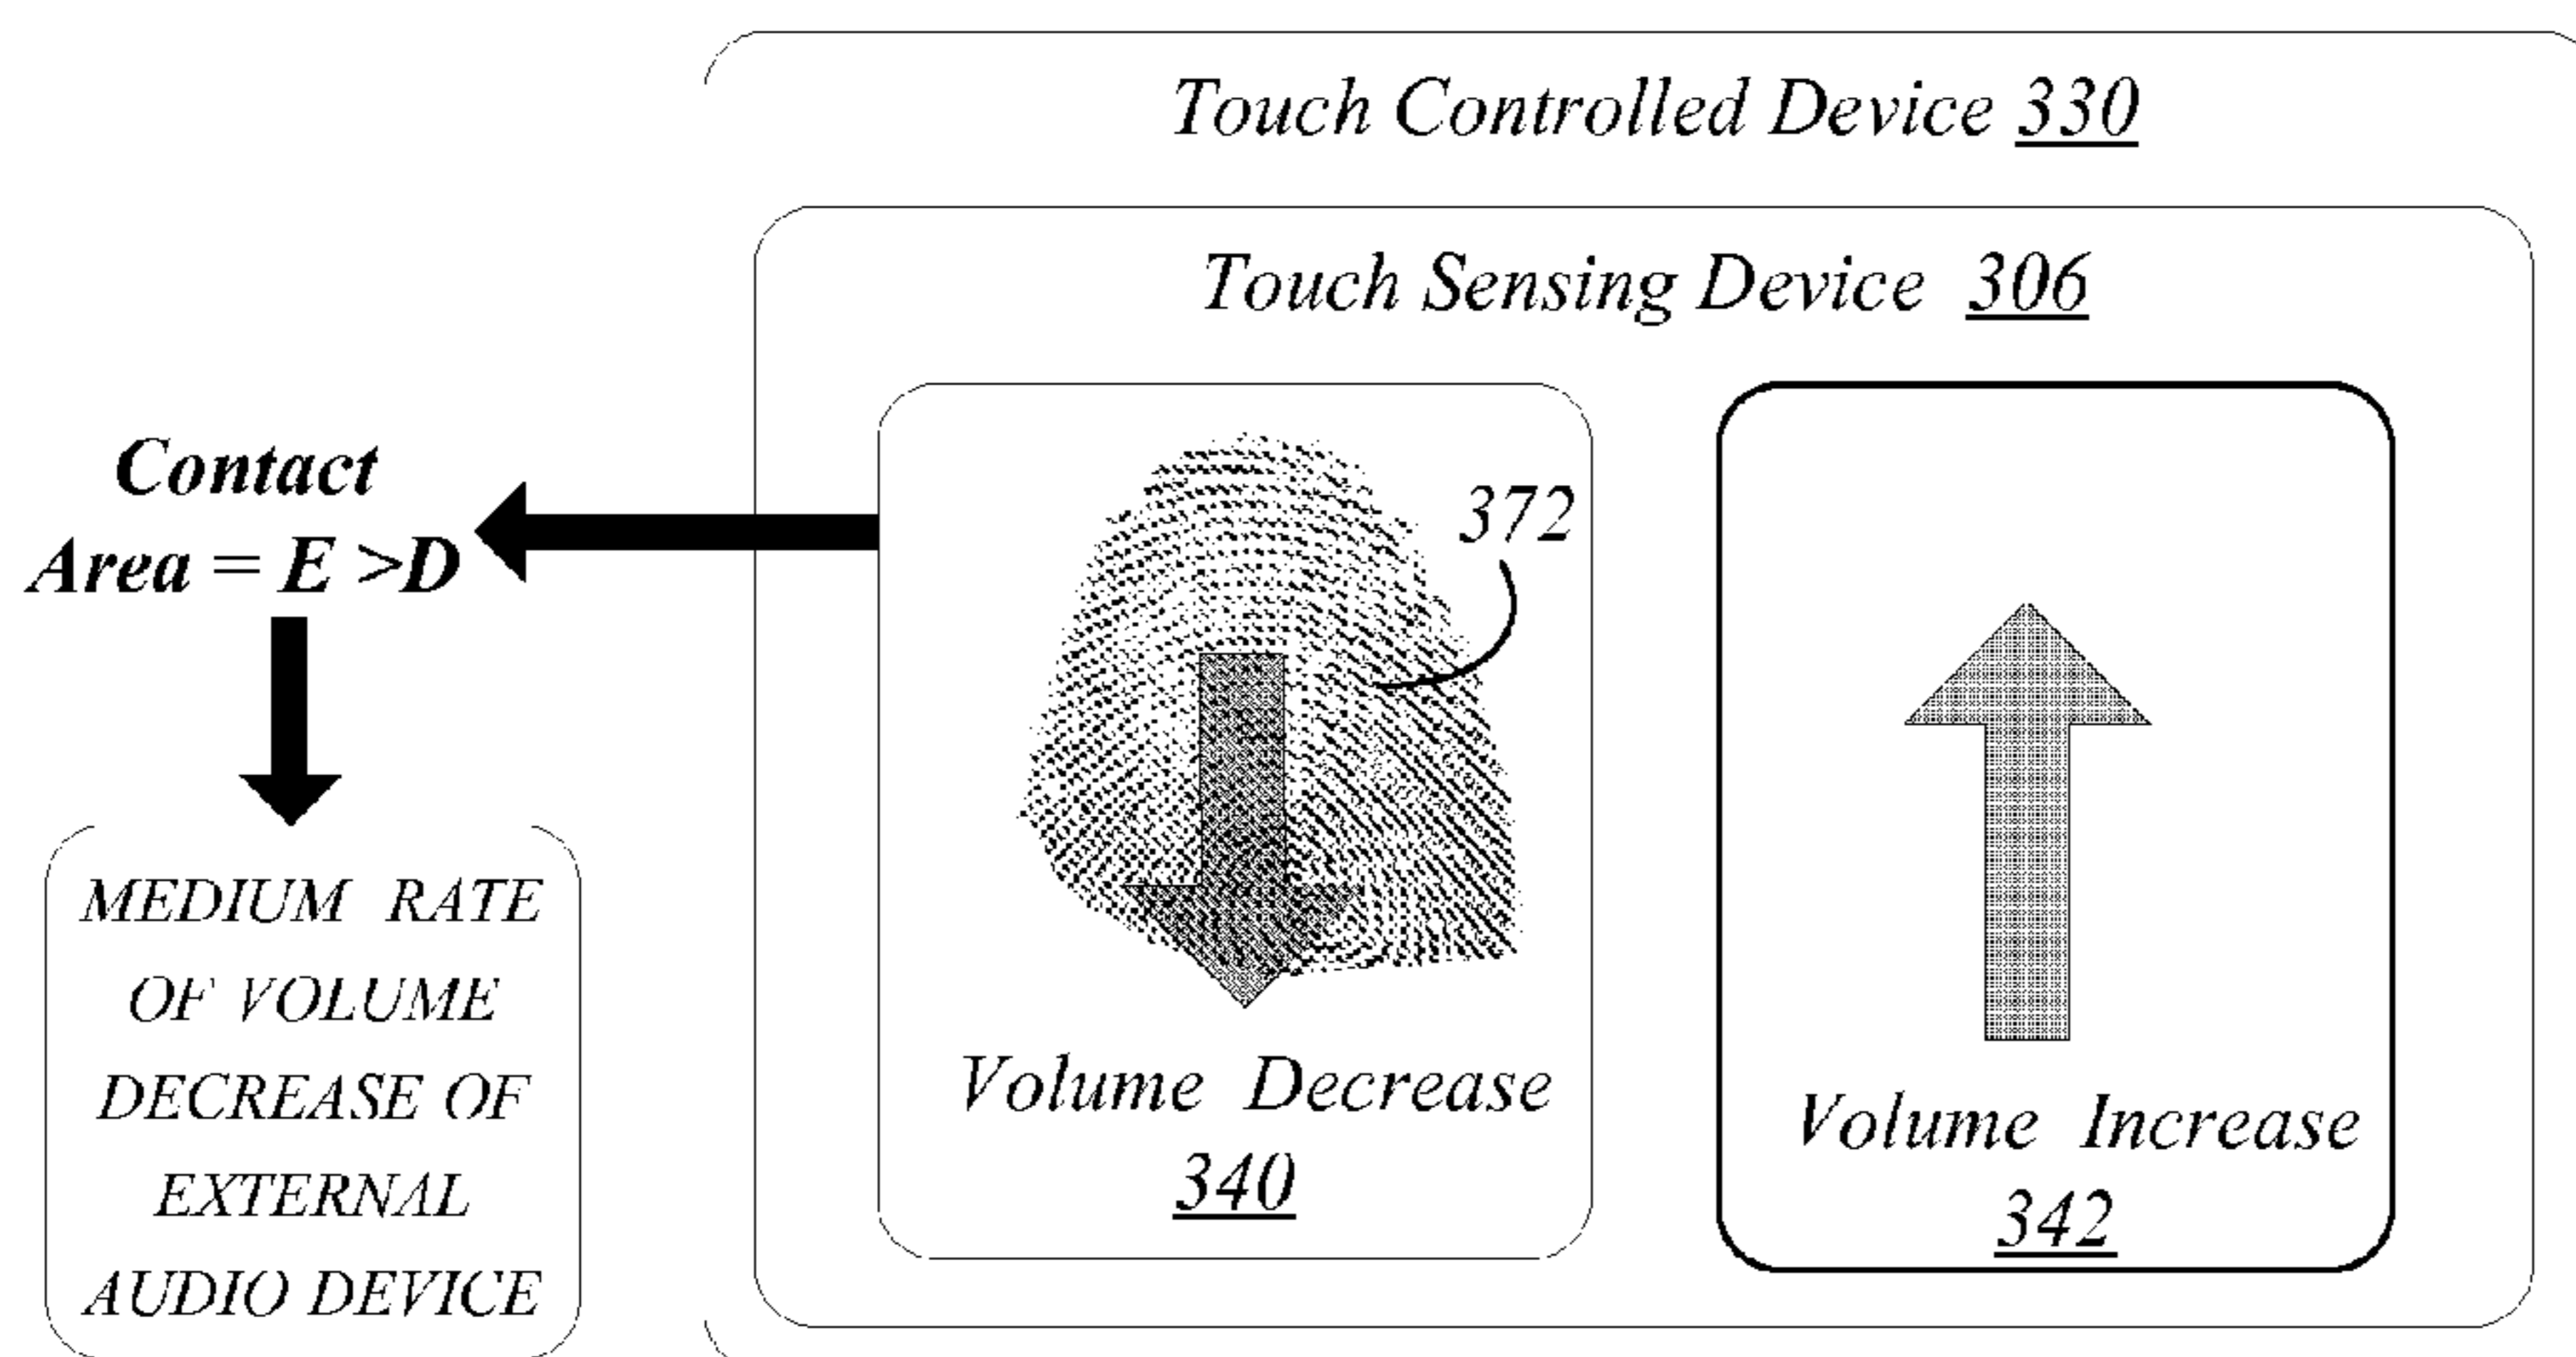 Touch Controlled Device 330
Touch Sensing Device 306
Contact
Area = E >D
372
MEDIUM RATE
OF VOLUME
DECREASE OF
EXTERNAL
AUDIO DEVICE
Volume Decrease
340
Volume Increase
342